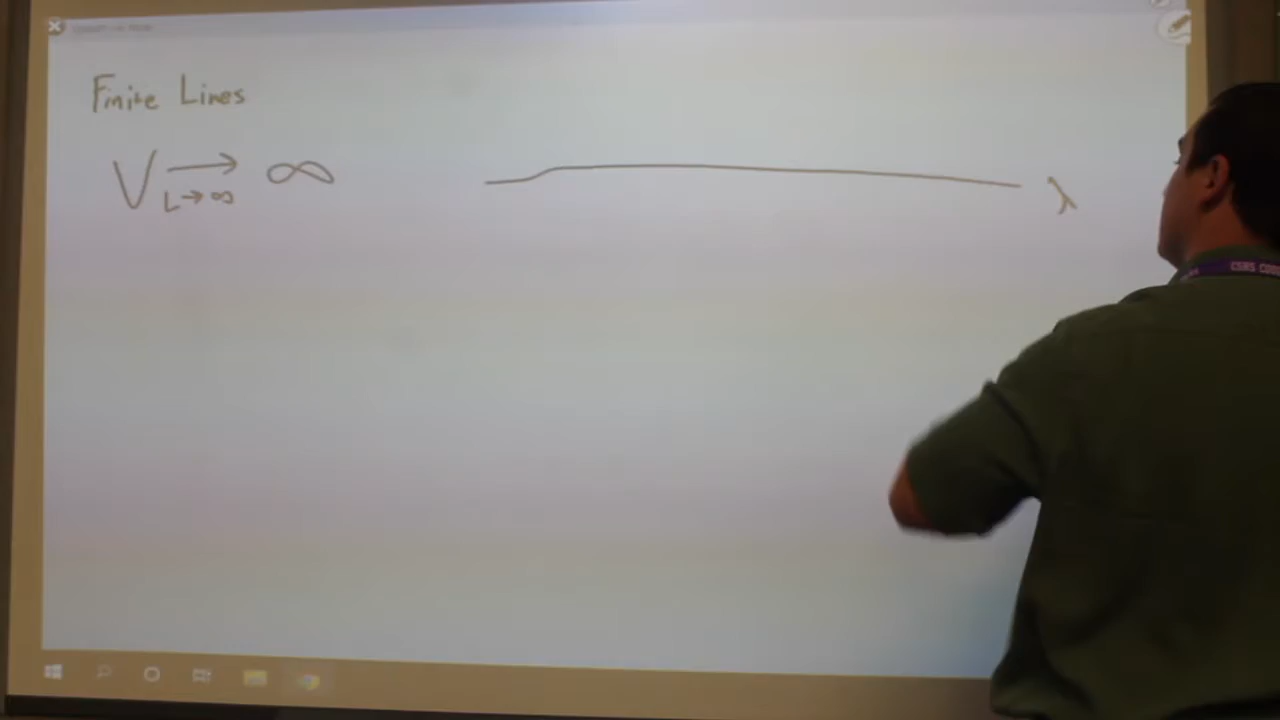 Finite Lines
V → ∞
L→∞
λ